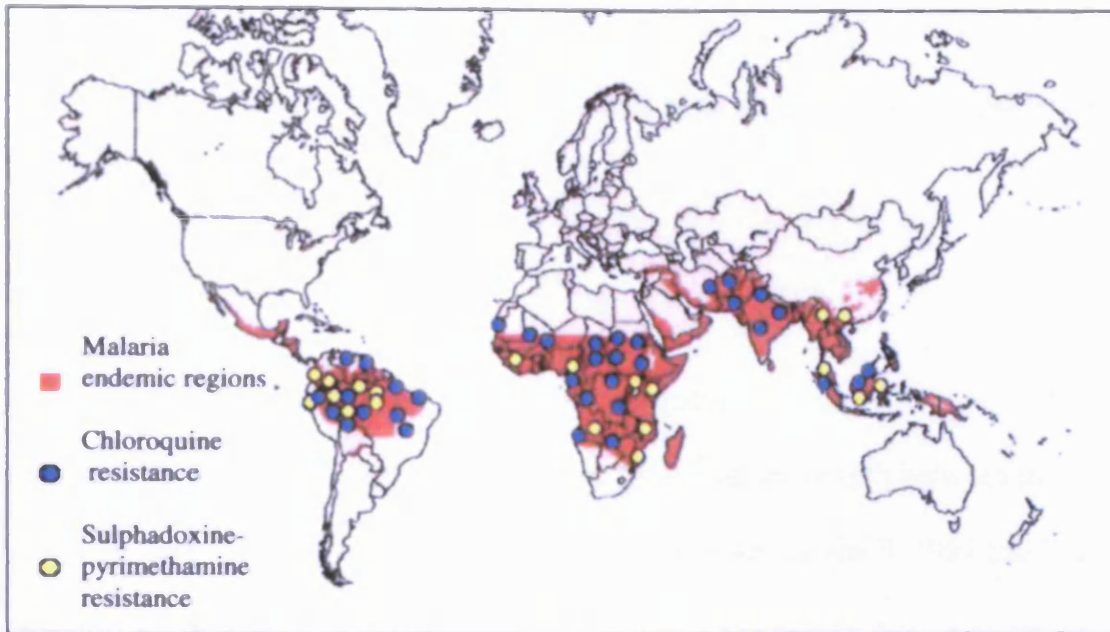 Malaria
endemic regions
Chloroquine
resistance
Sulphadoxine-
pyrimethamine
resistance